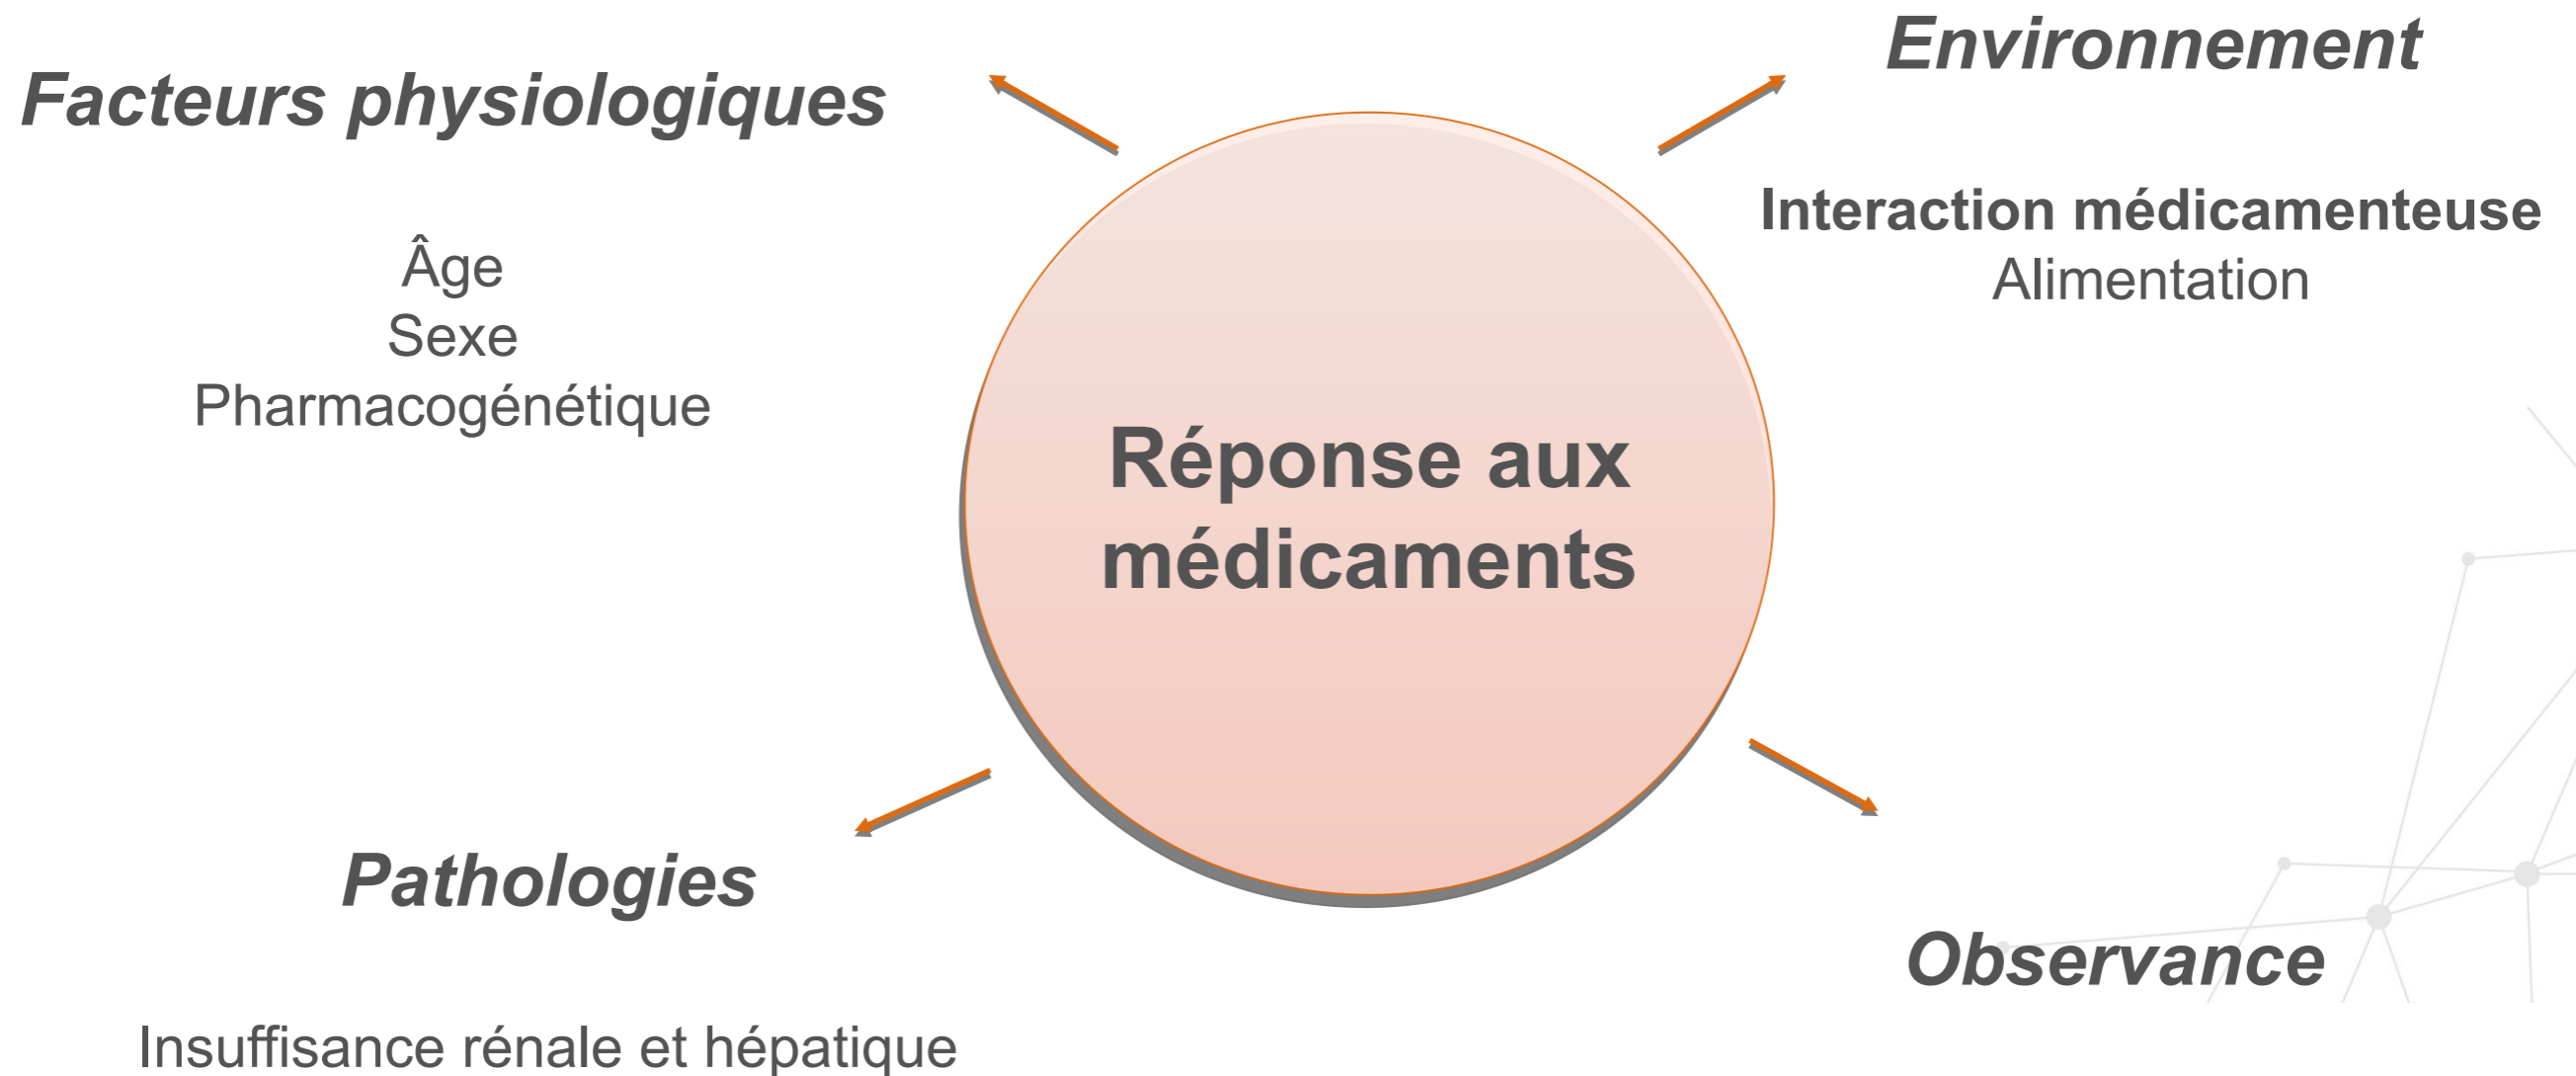 Facteurs physiologiques
Âge
Sexe
Pharmacogénétique
Environnement
Interaction médicamenteuse
Alimentation
Réponse aux
médicaments
Pathologies
Insuffisance rénale et hépatique
Observance